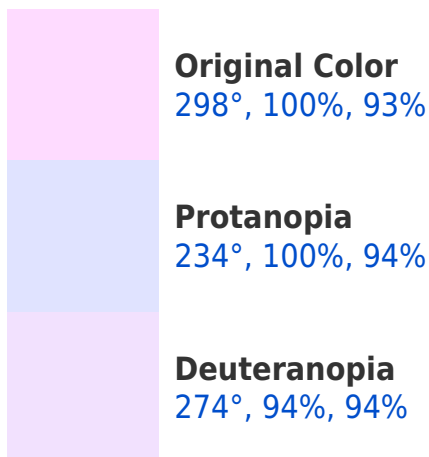 Original Color
298°, 100%, 93%
Protanopia
234°, 100%, 94%
Deuteranopia
274°, 94%, 94%